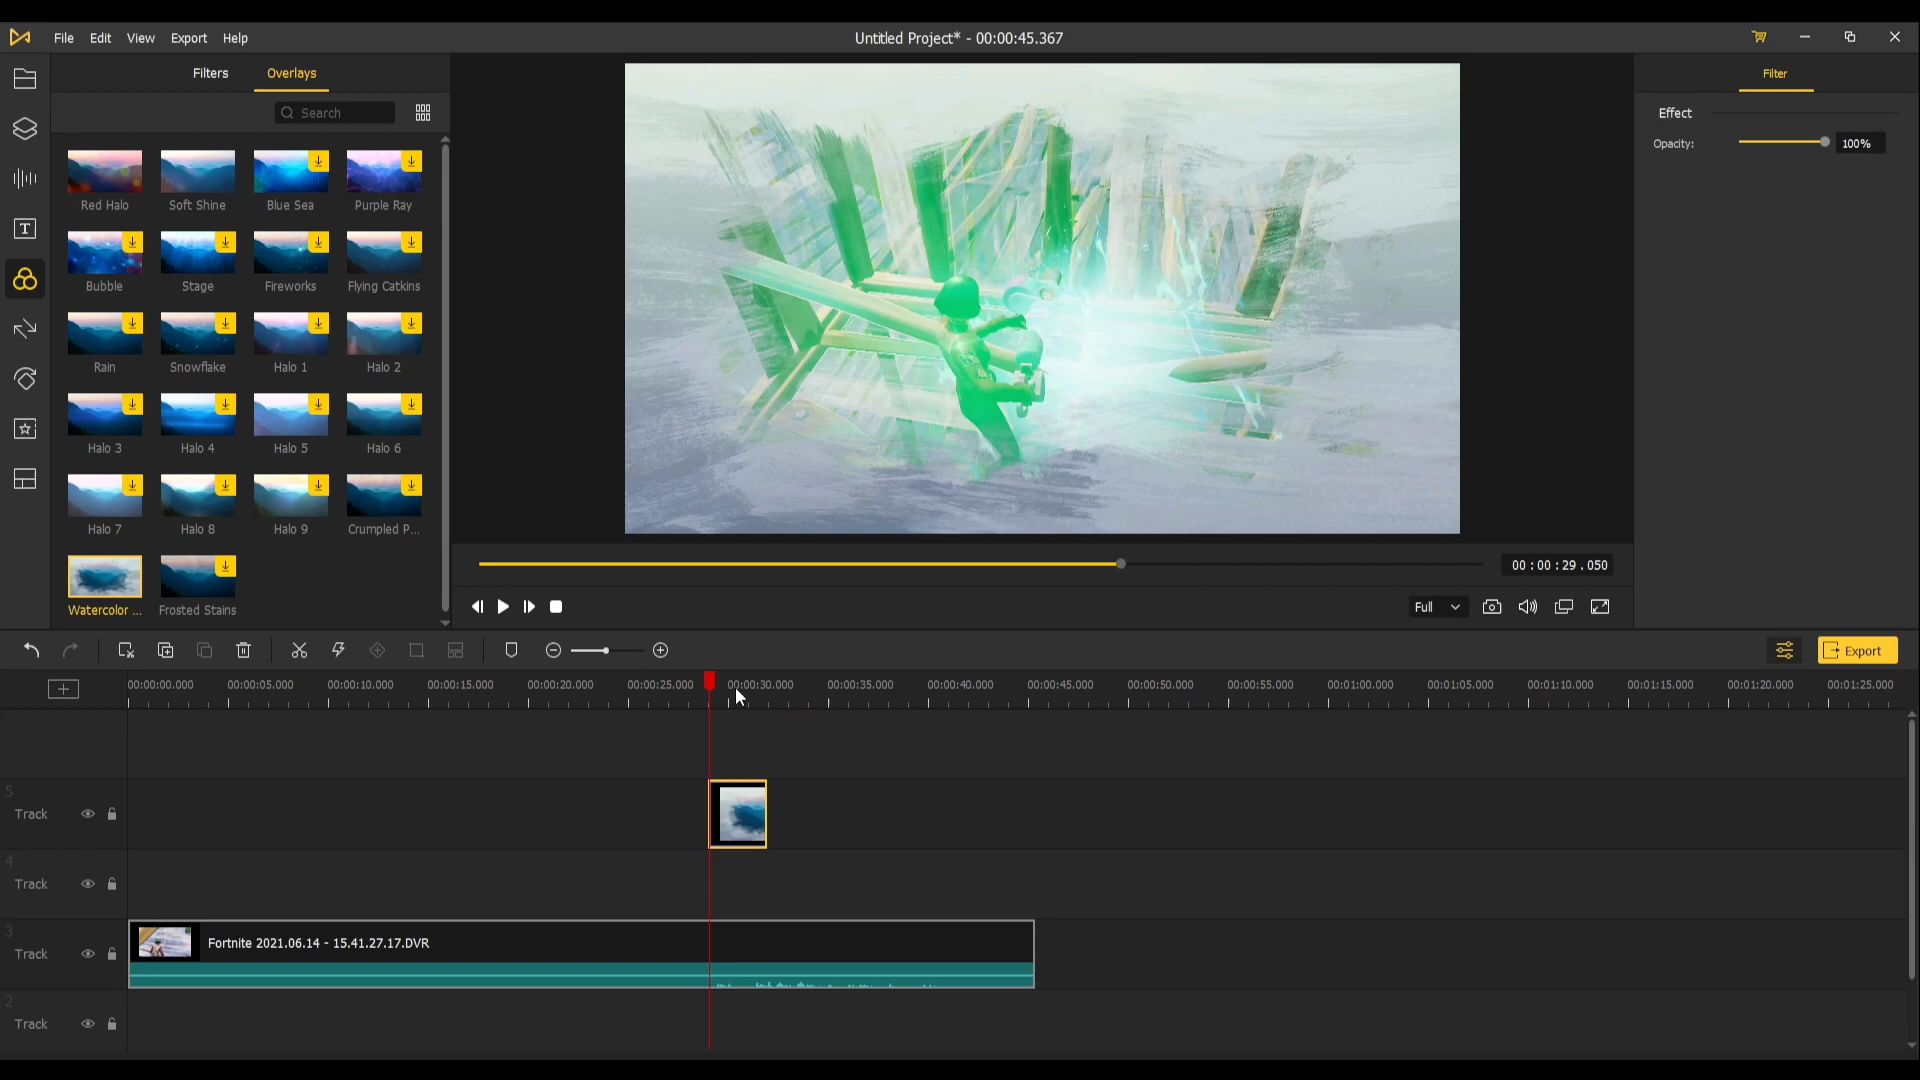 File Edit View Export Help
Untitled Project* - 00:00:45.367
Filters
Overlays
Search
Red Halo
Soft Shine
Blue Sea
Purple Ray
Bubble
Stage
Fireworks
Flying Catkins
Rain
Snowflake
Halo 1
Halo 2
Halo 3
Halo 4
Halo 5
Halo 6
Halo 7
Halo 8
Halo 9
Crumpled P...
Watercolor ...
Frosted Stains
Filter
Effect
Opacity:
100%
00 : 00 : 29 . 050
Full
Export
00:00:00.000
00:00:05.000
00:00:10.000
00:00:15.000
00:00:20.000
00:00:25.000
00:00:30.000
00:00:35.000
00:00:40.000
00:00:45.000
00:00:50.000
00:00:55.000
00:01:00.000
00:01:05.000
00:01:10.000
00:01:15.000
00:01:20.000
00:01:25.000
5
Track
4
Track
3
Track
Fortnite 2021.06.14 - 15.41.27.17.DVR
2
Track